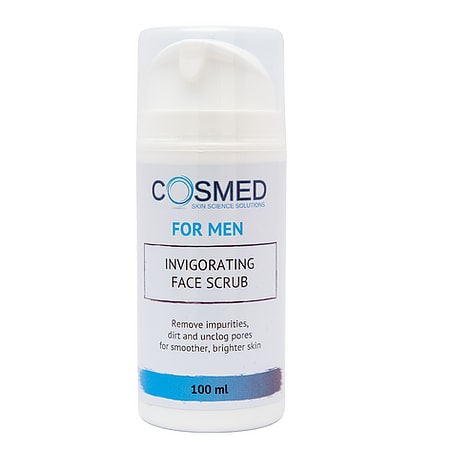 COSMED
SKIN SCIENCE SOLUTIONS
FOR MEN
INVIGORATING
FACE SCRUB
Remove impurities,
dirt and unclog pores
for smoother, brighter skin
100 ml